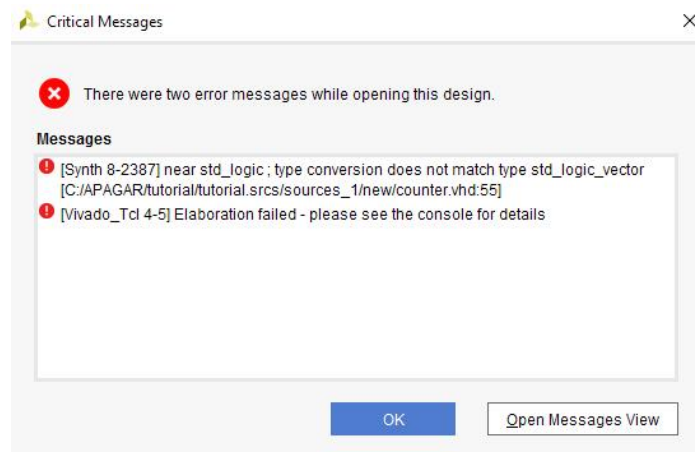 Critical Messages
There were two error messages while opening this design.
Messages
[Synth 8-2387] near std_logic ; type conversion does not match type std_logic_vector
[C:/APAGAR/tutorial/tutorial.srcs/sources_1/new/counter.vhd:55]
[Vivado_Tcl 4-5] Elaboration failed - please see the console for details
OK
Open Messages View